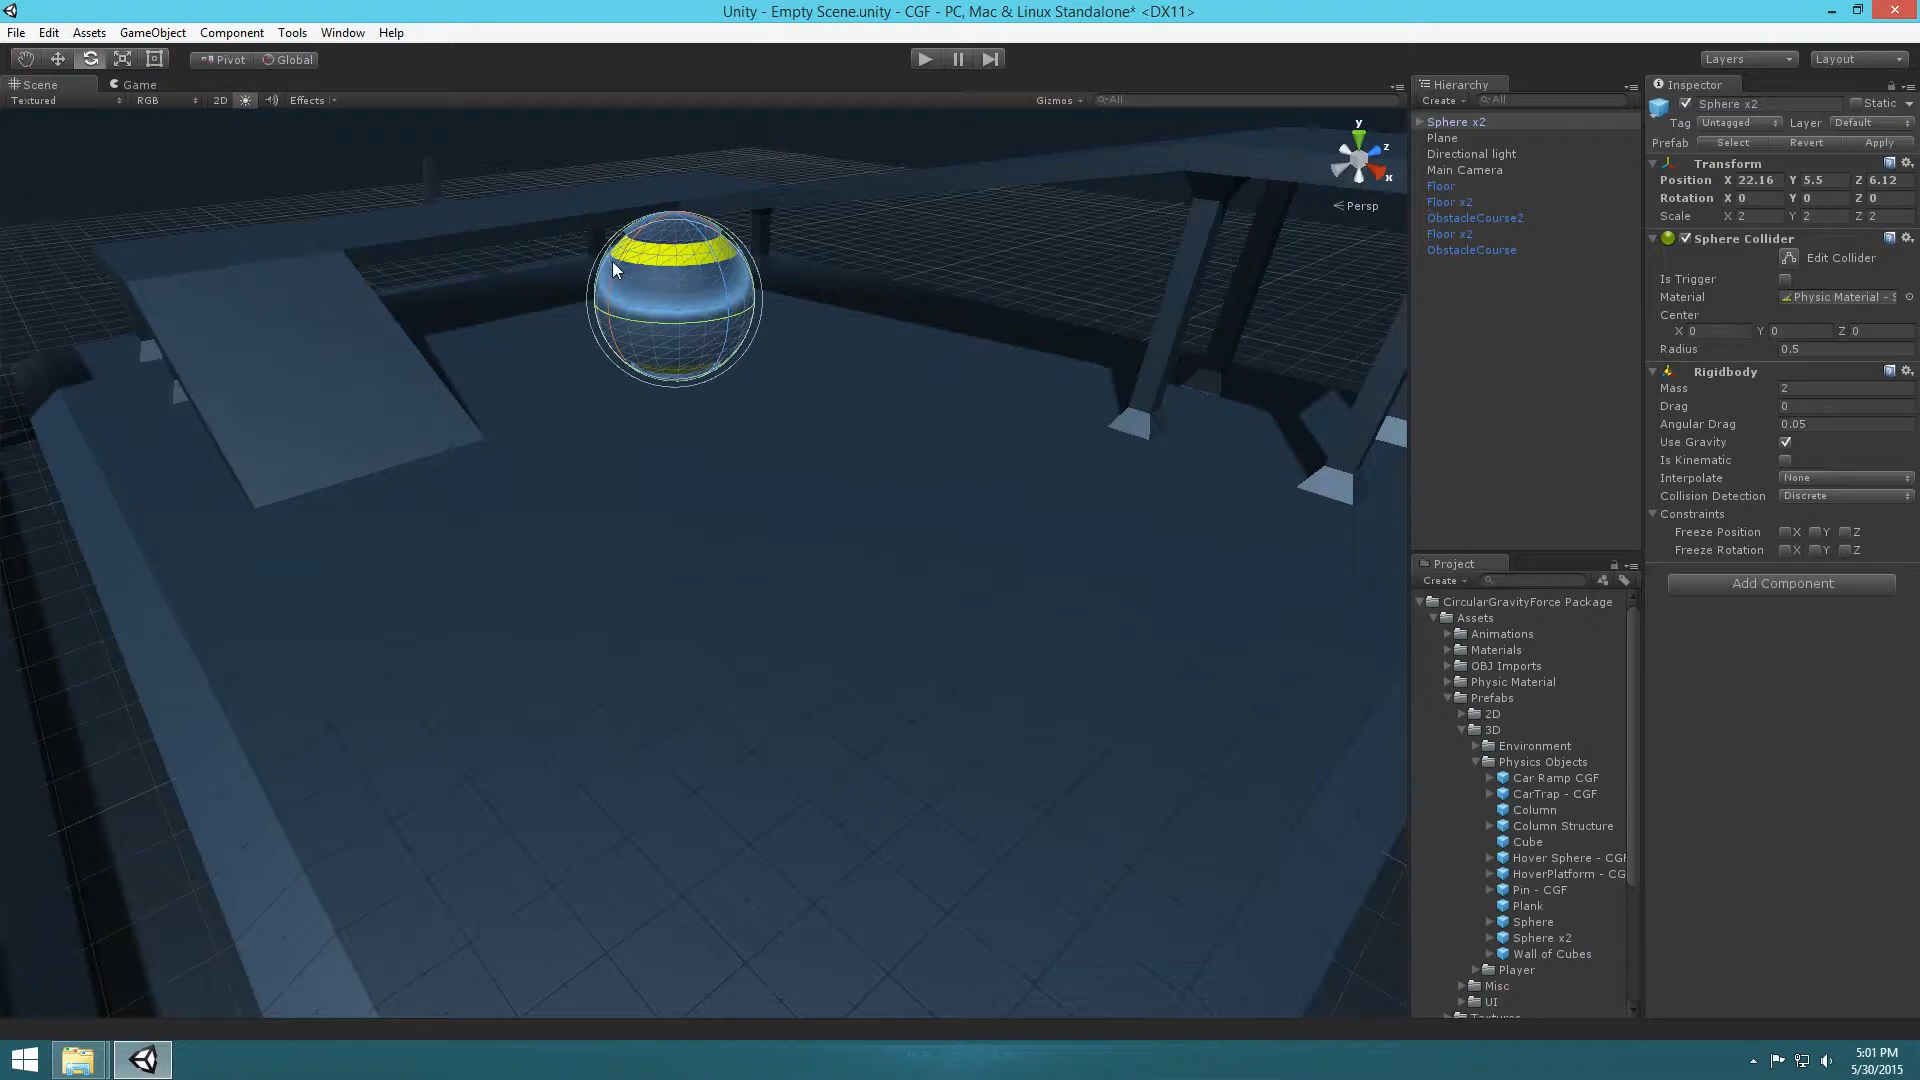 Unity - Empty Scene.unity - CGF - PC, Mac & Linux Standalone* <DX11>
File Edit Assets GameObject Component Tools Window Help
Pivot Global Layers Layout
Scene Game
Textured RGB 2D Effects Gizmos All
y
z
x
Persp
Hierarchy
Create All
Sphere x2
Plane
Directional light
Main Camera
Floor
Floor x2
ObstacleCourse2
Floor x2
ObstacleCourse
Project
Create
CircularGravityForce Package
Assets
Animations
Materials
OBJ Imports
Physic Material
Prefabs
2D
3D
Environment
Physics Objects
Car Ramp CGF
CarTrap - CGF
Column
Column Structure
Cube
Hover Sphere - CGF
HoverPlatform - CG
Pin - CGF
Plank
Sphere
Sphere x2
Wall of Cubes
Player
Misc
UI
Textures
Inspector
Sphere x2 Static
Tag Untagged Layer Default
Prefab Select Revert Apply
Transform
Position X 22.16 Y 5.5 Z 6.12
Rotation X 0 Y 0 Z 0
Scale X 2 Y 2 Z 2
Sphere Collider
Edit Collider
Is Trigger
Material Physic Material - S
Center
X 0 Y 0 Z 0
Radius 0.5
Rigidbody
Mass 2
Drag 0
Angular Drag 0.05
Use Gravity
Is Kinematic
Interpolate None
Collision Detection Discrete
Constraints
Freeze Position X Y Z
Freeze Rotation X Y Z
Add Component
5:01 PM
5/30/2015